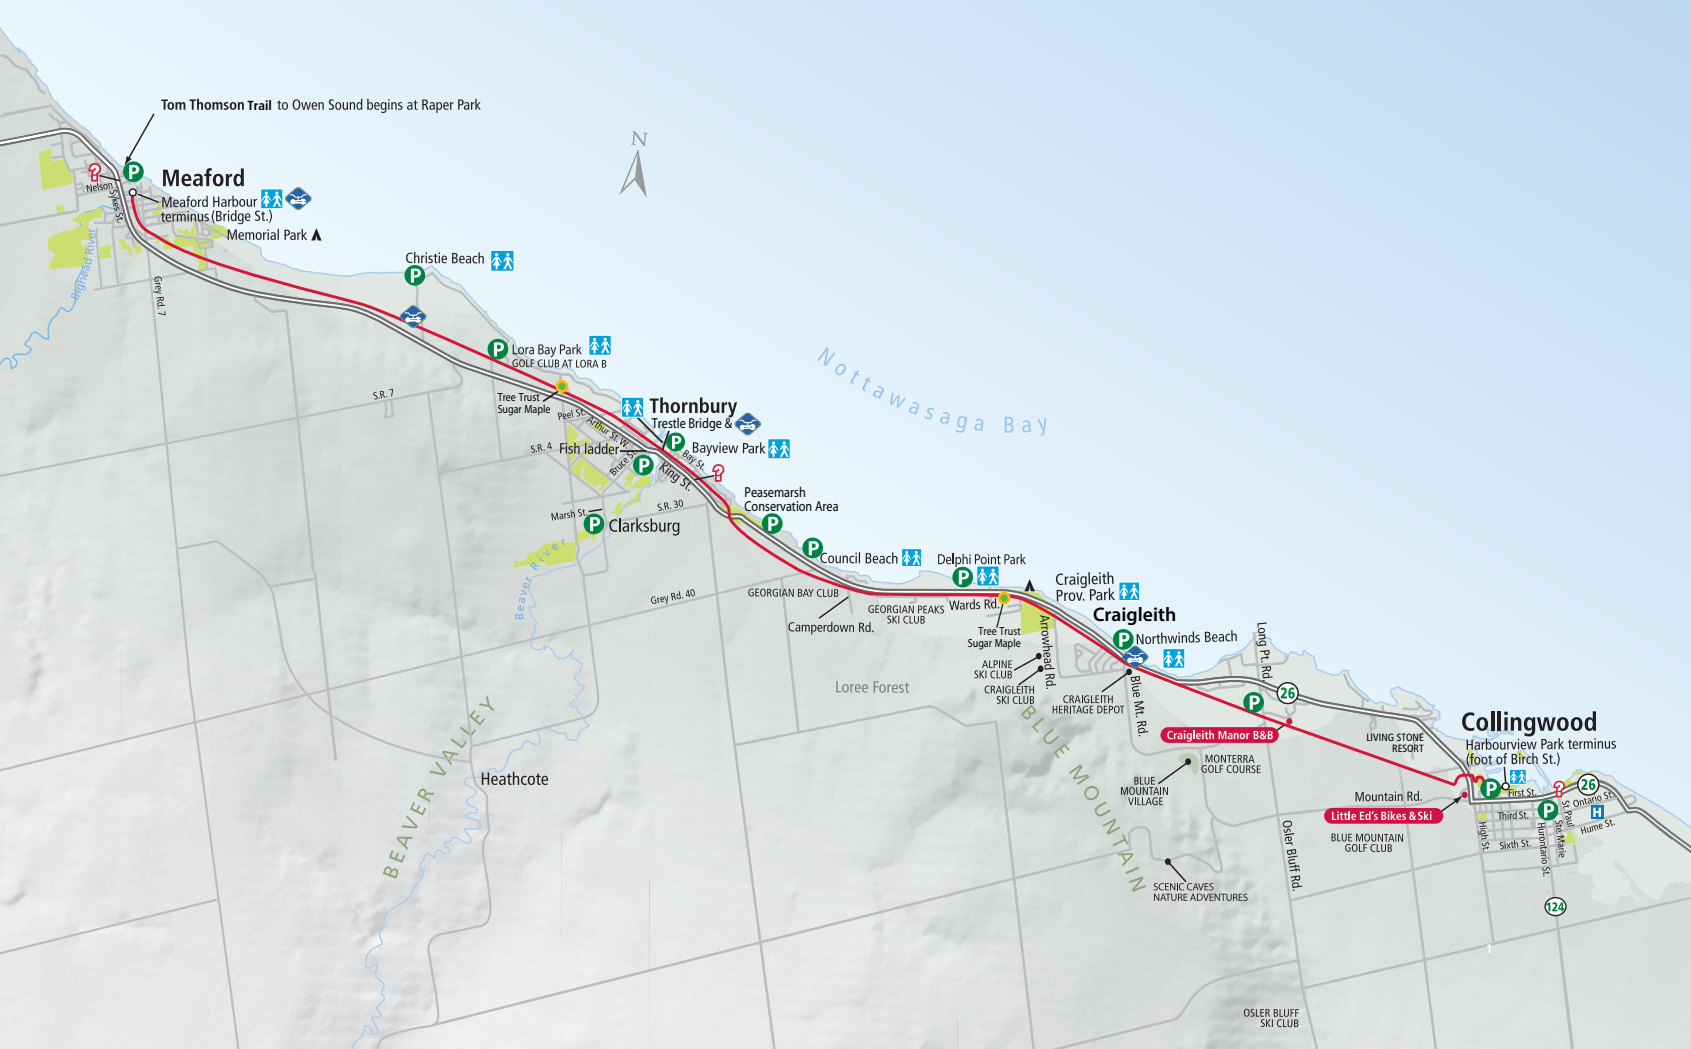 Tom Thomson Trail to Owen Sound begins at Raper Park
N
P
?
Meaford
Nelson
Sykes St.
Meaford Harbour
terminus (Bridge St.)
Memorial Park
Bighead River
Grey Rd. 7
Christie Beach
P
P
Lora Bay Park
GOLF CLUB AT LORA B
Nottawasaga Bay
S.R. 7
Tree Trust
Sugar Maple
Peel St.
Arthur St. W.
Thornbury
Trestle Bridge &
P
Bayview Park
S.R. 4
Fish ladder
Bruce S
P
King St.
Bay St.
?
Peasemarsh
Conservation Area
P
S.R. 30
Marsh St.
P
Clarksburg
Beaver River
P
Council Beach
Delphi Point Park
P
Craigleith
Prov. Park
Craigleith
Grey Rd. 40
GEORGIAN BAY CLUB
GEORGIAN PEAKS
SKI CLUB
Wards Rd.
Camperdown Rd.
Tree Trust
Sugar Maple
P
Northwinds Beach
Arrowhead Rd.
Long Pt. Rd
ALPINE
SKI CLUB
CRAIGLEITH
SKI CLUB
CRAIGLEITH
HERITAGE DEPOT
Blue Mt. Rd.
Loree Forest
P
26
Craigleith Manor B&B
LIVING STONE
RESORT
Collingwood
Harbourview Park terminus
(foot of Birch St.)
BEAVER VALLEY
Heathcote
BLUE MOUNTAIN
MONTERRA
GOLF COURSE
BLUE
MOUNTAIN
VILLAGE
Mountain Rd.
P
First St.
?
26
Little Ed's Bikes & Ski
Third St.
P
St. Paul
Ontario St.
H
Hume St.
BLUE MOUNTAIN
GOLF CLUB
High St.
Sixth St.
Hurontario St.
Ste Marie
Osler Bluff Rd.
SCENIC CAVES
NATURE ADVENTURES
124
OSLER BLUFF
SKI CLUB